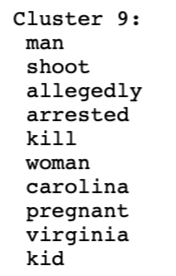 Cluster 9:
man
shoot
allegedly
arrested
kill
woman
carolina
pregnant
virginia
kid